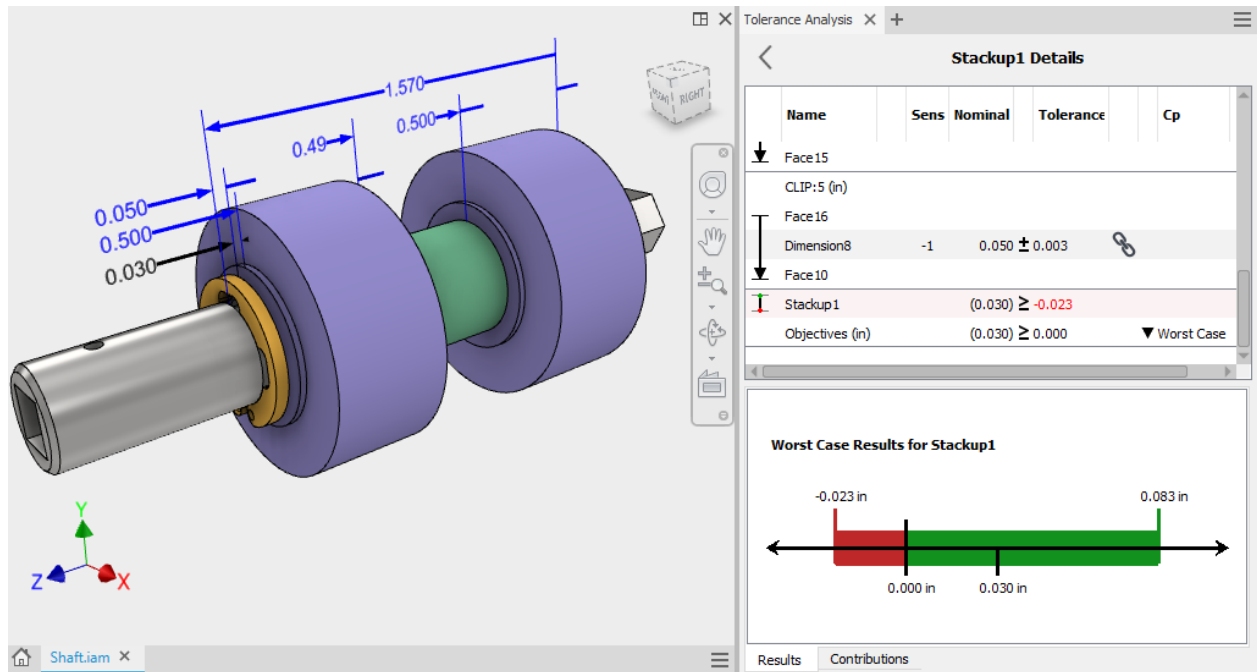 Tolerance Analysis
Stackup1 Details
Name Sens Nominal Tolerance Cp
Face15
CLIP:5 (in)
Face16
Dimension8 -1 0.050 ± 0.003
Face10
Stackup1 (0.030) ≥ -0.023
Objectives (in) (0.030) ≥ 0.000 ▼ Worst Case
Worst Case Results for Stackup1
-0.023 in 0.083 in
0.000 in 0.030 in
Results Contributions
1.570
0.500
0.49
0.050
0.500
0.030
RIGHT
Y
Z X
Shaft.iam